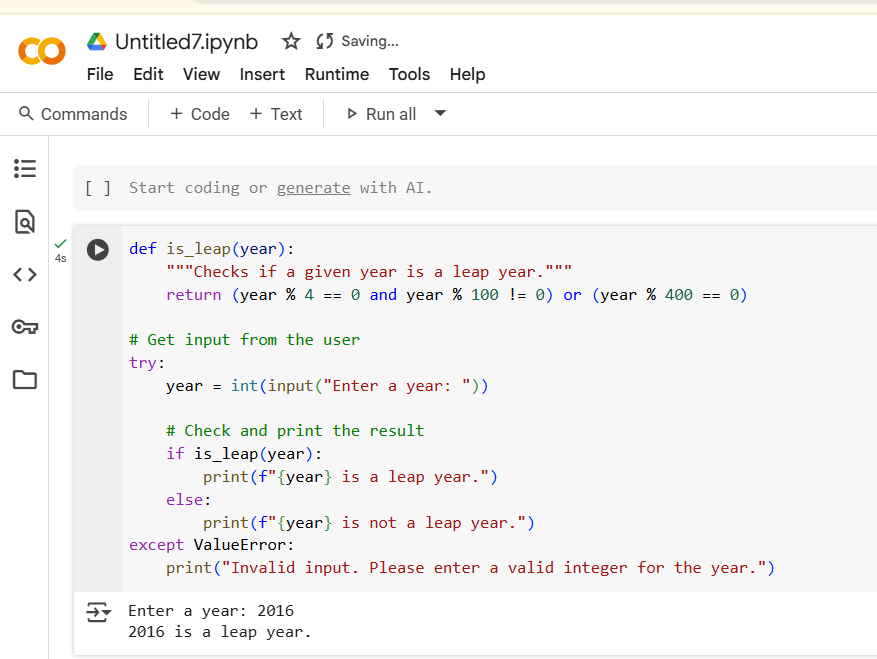 Untitled7.ipynb Saving...
File Edit View Insert Runtime Tools Help
Commands + Code + Text Run all
[ ] Start coding or generate with AI.
4s
def is_leap(year):
    """Checks if a given year is a leap year."""
    return (year % 4 == 0 and year % 100 != 0) or (year % 400 == 0)

# Get input from the user
try:
    year = int(input("Enter a year: "))

    # Check and print the result
    if is_leap(year):
        print(f"{year} is a leap year.")
    else:
        print(f"{year} is not a leap year.")
except ValueError:
    print("Invalid input. Please enter a valid integer for the year.")
Enter a year: 2016
2016 is a leap year.